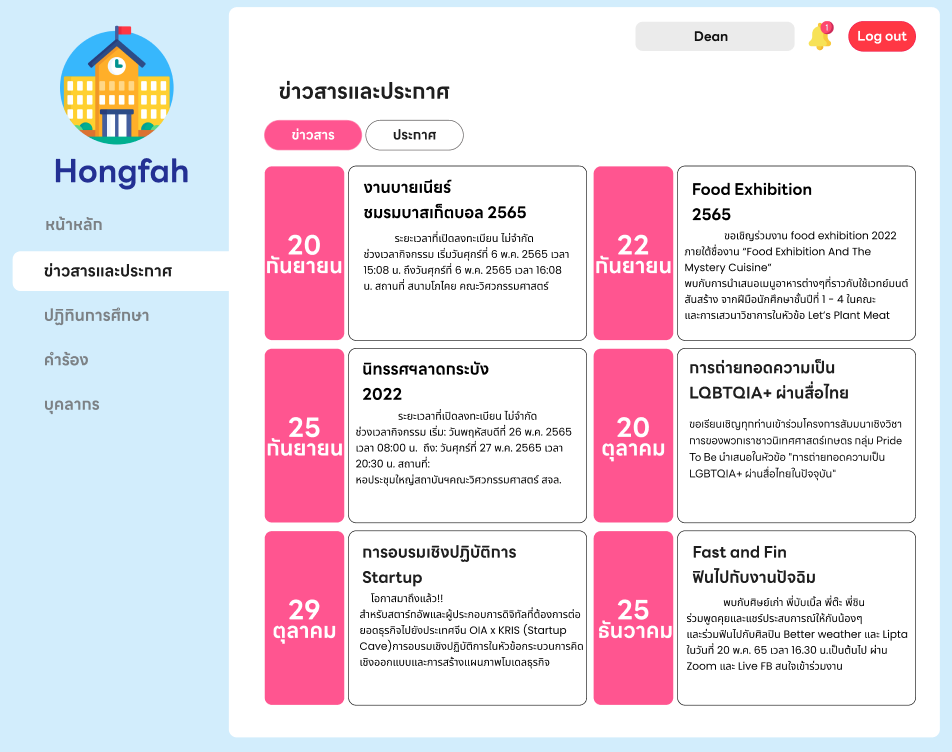 Dean
1
Log out
Hongfah
หน้าหลัก
ข่าวสารและประกาศ
ปฏิทินการศึกษา
คำร้อง
บุคลากร
ข่าวสารและประกาศ
ข่าวสาร
ประกาศ
20
กันยายน
งานบายเนียร์
ชมรมบาสเก็ตบอล 2565
ระยะเวลาที่เปิดลงทะเบียน ไม่จำกัด
ช่วงเวลากิจกรรม เริ่มวันศุกร์ที่ 6 พ.ค. 2565 เวลา
15:08 น. ถึงวันศุกร์ที่ 6 พ.ค. 2565 เวลา 16:08
น. สถานที่ สนามโภไคย คณะวิศวกรรมศาสตร์
22
กันยายน
Food Exhibition
2565
ขอเชิญร่วมงาน food exhibition 2022
ภายใต้ชื่องาน “Food Exhibition And The
Mystery Cuisine”
พบกับการนำเสนอเมนูอาหารต่างๆที่ราวกับใช้เวทย์มนต์
สันสร้าง จากฝีมือนักศึกษาชั้นปีที่ 1 - 4 ในคณะ
และการเสวนาวิชาการในหัวข้อ Let’s Plant Meat
25
กันยายน
นิทรรศฯลาดกระบัง
2022
ระยะเวลาที่เปิดลงทะเบียน ไม่จำกัด
ช่วงเวลากิจกรรม เริ่ม: วันพฤหัสบดีที่ 26 พ.ค. 2565
เวลา 08:00 น. ถึง: วันศุกร์ที่ 27 พ.ค. 2565 เวลา
20:30 น. สถานที่:
หอประชุมใหญ่สถาบันฯคณะวิศวกรรมศาสตร์ สจล.
20
ตุลาคม
การถ่ายทอดความเป็น
LQBTQIA+ ผ่านสื่อไทย
ขอเรียนเชิญทุกท่านเข้าร่วมโครงการสัมมนาเชิงวิชา
การของพวกเราชาวนิเทศศาสตร์เกษตร กลุ่ม Pride
To Be นำเสนอในหัวข้อ "การถ่ายทอดความเป็น
LGBTQIA+ ผ่านสื่อไทยในปัจจุบัน"
29
ตุลาคม
การอบรมเชิงปฏิบัติการ
Startup
โอกาสมาถึงแล้ว!!
สำหรับสตาร์ทอัพและผู้ประกอบการดิจิทัลที่ต้องการต่อ
ยอดธุรกิจไปยังประเทศจีน OIA x KRIS (Startup
Cave)การอบรมเชิงปฏิบัติการในหัวข้อกระบวนการคิด
เชิงออกแบบและการสร้างแผนภาพโมเดลธุรกิจ
25
ธันวาคม
Fast and Fin
ฟินไปกับงานปัจฉิม
พบกับศิษย์เก่า พี่บัมเบิ้ล พี่ต๊ะ พี่ซิน
ร่วมพูดคุยและแชร์ประสบการณ์ให้กับน้องๆ
และร่วมฟินไปกับศิลปิน Better weather และ Lipta
ในวันที่ 20 พ.ค. 65 เวลา 16.30 น.เป็นต้นไป ผ่าน
Zoom และ Live FB สนใจเข้าร่วมงาน